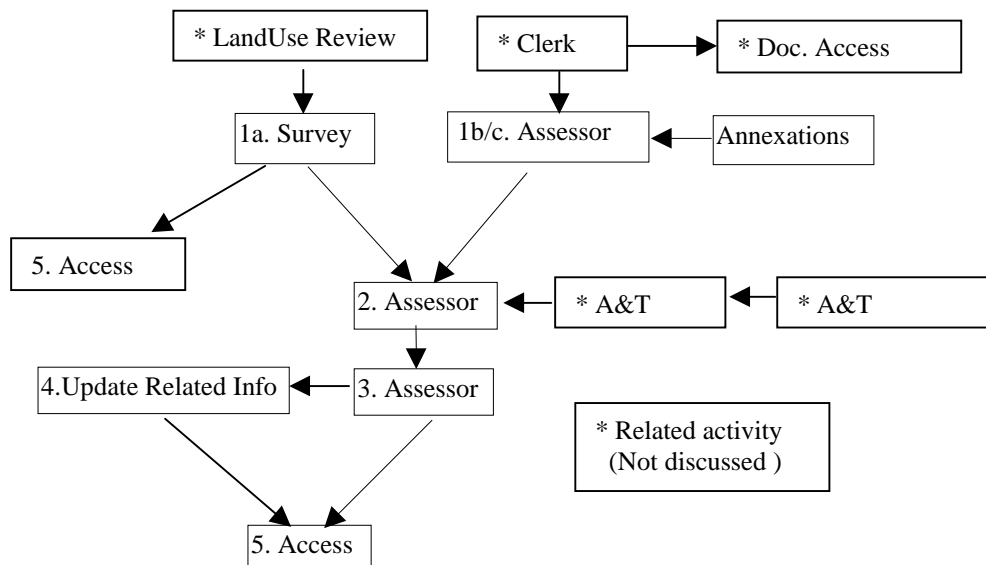 * LandUse Review
* Clerk
* Doc. Access
1a. Survey
1b/c. Assessor
Annexations
5. Access
2. Assessor
* A&T
* A&T
4.Update Related Info
3. Assessor
* Related activity
(Not discussed )
5. Access